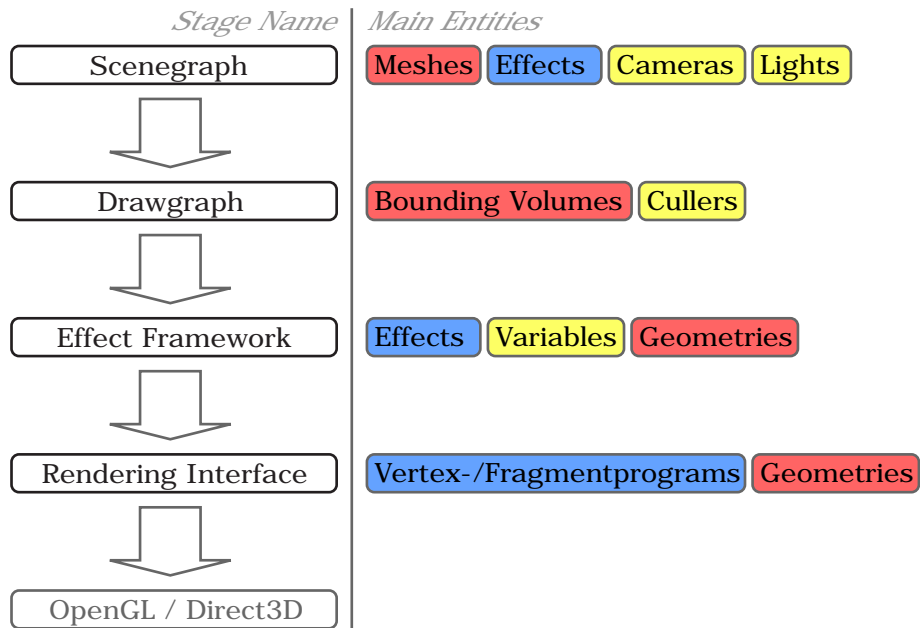 Stage Name Main Entities
Scenegraph Meshes Effects Cameras Lights
Drawgraph Bounding Volumes Cullers
Effect Framework Effects Variables Geometries
Rendering Interface Vertex-/Fragmentprograms Geometries
OpenGL / Direct3D